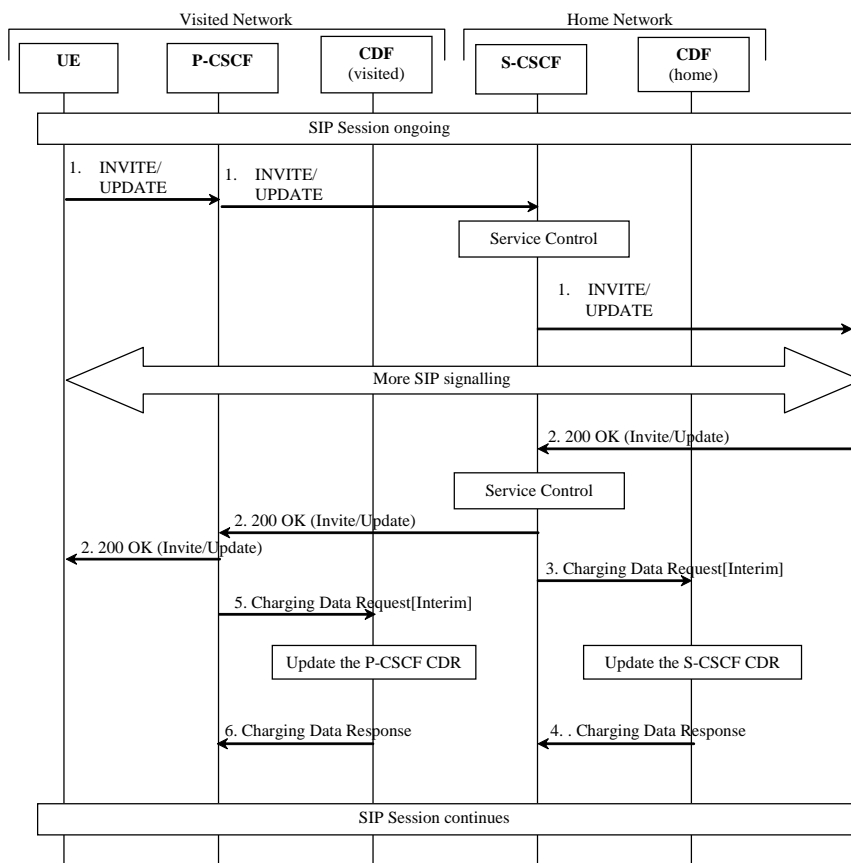 Visited Network
Home Network
UE
P-CSCF
CDF
(visited)
S-CSCF
CDF
(home)
SIP Session ongoing
1. INVITE/
UPDATE
1. INVITE/
UPDATE
Service Control
1. INVITE/
UPDATE
More SIP signalling
2. 200 OK (Invite/Update)
Service Control
2. 200 OK (Invite/Update)
2. 200 OK (Invite/Update)
3. Charging Data Request[Interim]
5. Charging Data Request[Interim]
Update the P-CSCF CDR
Update the S-CSCF CDR
6. Charging Data Response
4. . Charging Data Response
SIP Session continues